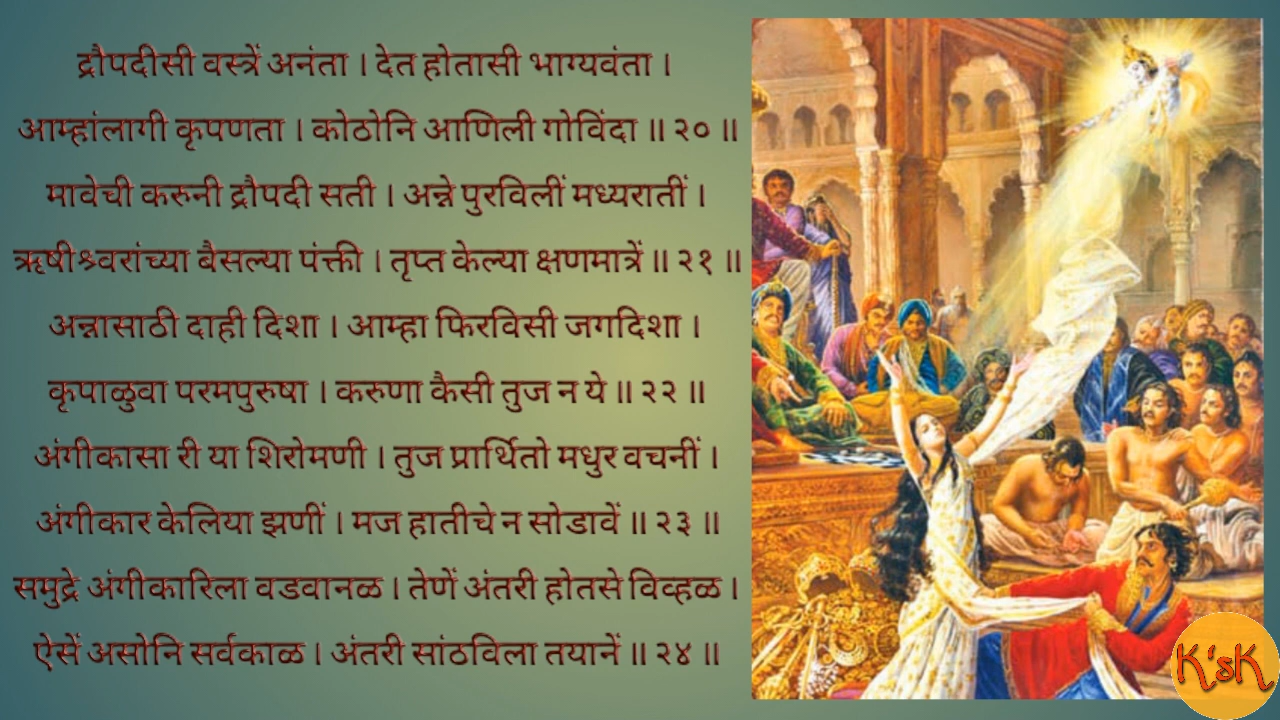 द्रौपदीसी वस्त्रें अनंता । देत होतासी भाग्यवंता ।
आम्हांलागी कृपणता । कोठोनि आणिली गोविंदा ॥ २० ॥
मावेची करुनी द्रौपदी सती । अन्ने पुरविलीं मध्यरातीं ।
ऋषीश्र्वरांच्या बैसल्या पंक्ती । तृप्त केल्या क्षणमात्रें ॥ २१ ॥
अन्नासाठी दाही दिशा । आम्हा फिरविसी जगदिशा ।
कृपाळुवा परमपुरुषा । करुणा कैसी तुज न ये ॥ २२ ॥
अंगीकासा री या शिरोमणी । तुज प्रार्थितो मधुर वचनीं ।
अंगीकार केलिया झणीं । मज हातीचे न सोडावें ॥ २३ ॥
समुद्रे अंगीकारिला वडवानळ । तेणें अंतरी होतसे विव्हळ ।
ऐसें असोनि सर्वकाळ । अंतरी सांठविला तयानें ॥ २४ ॥
K'sK